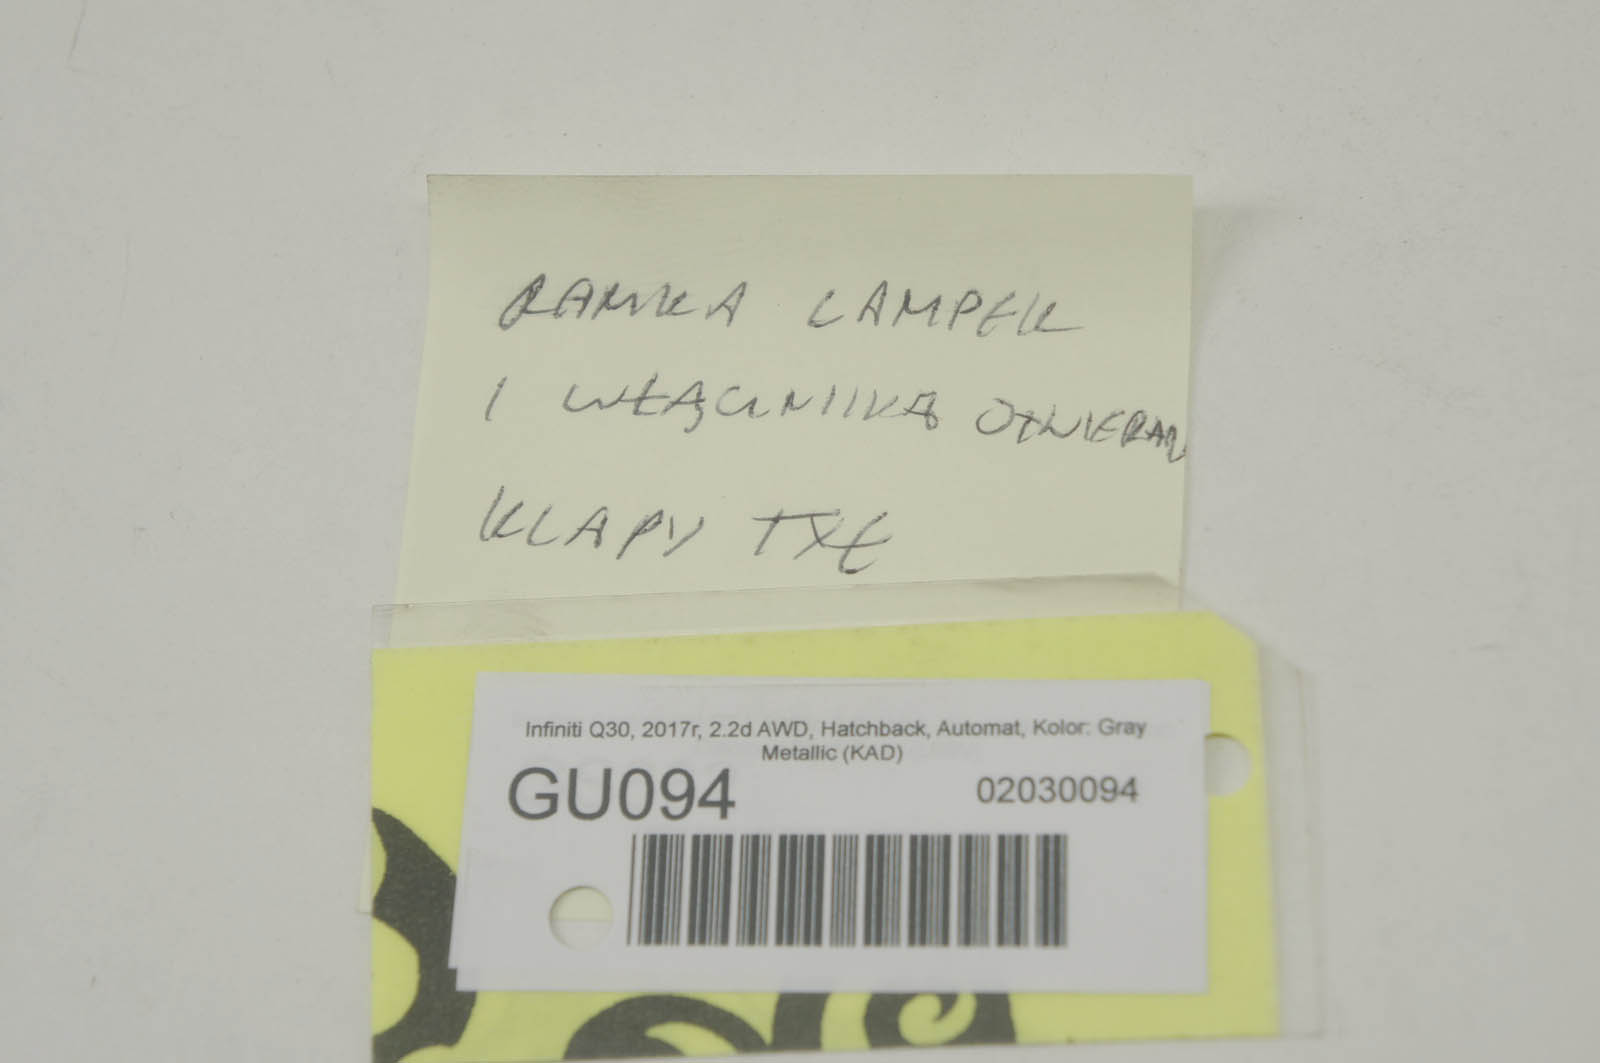 RAMKA LAMPEK
I WŁĄCZNIKA OTWIERAN
KLAPY TYŁ
Infiniti Q30, 2017r, 2.2d AWD, Hatchback, Automat, Kolor: Gray
Metallic (KAD)
GU094 02030094